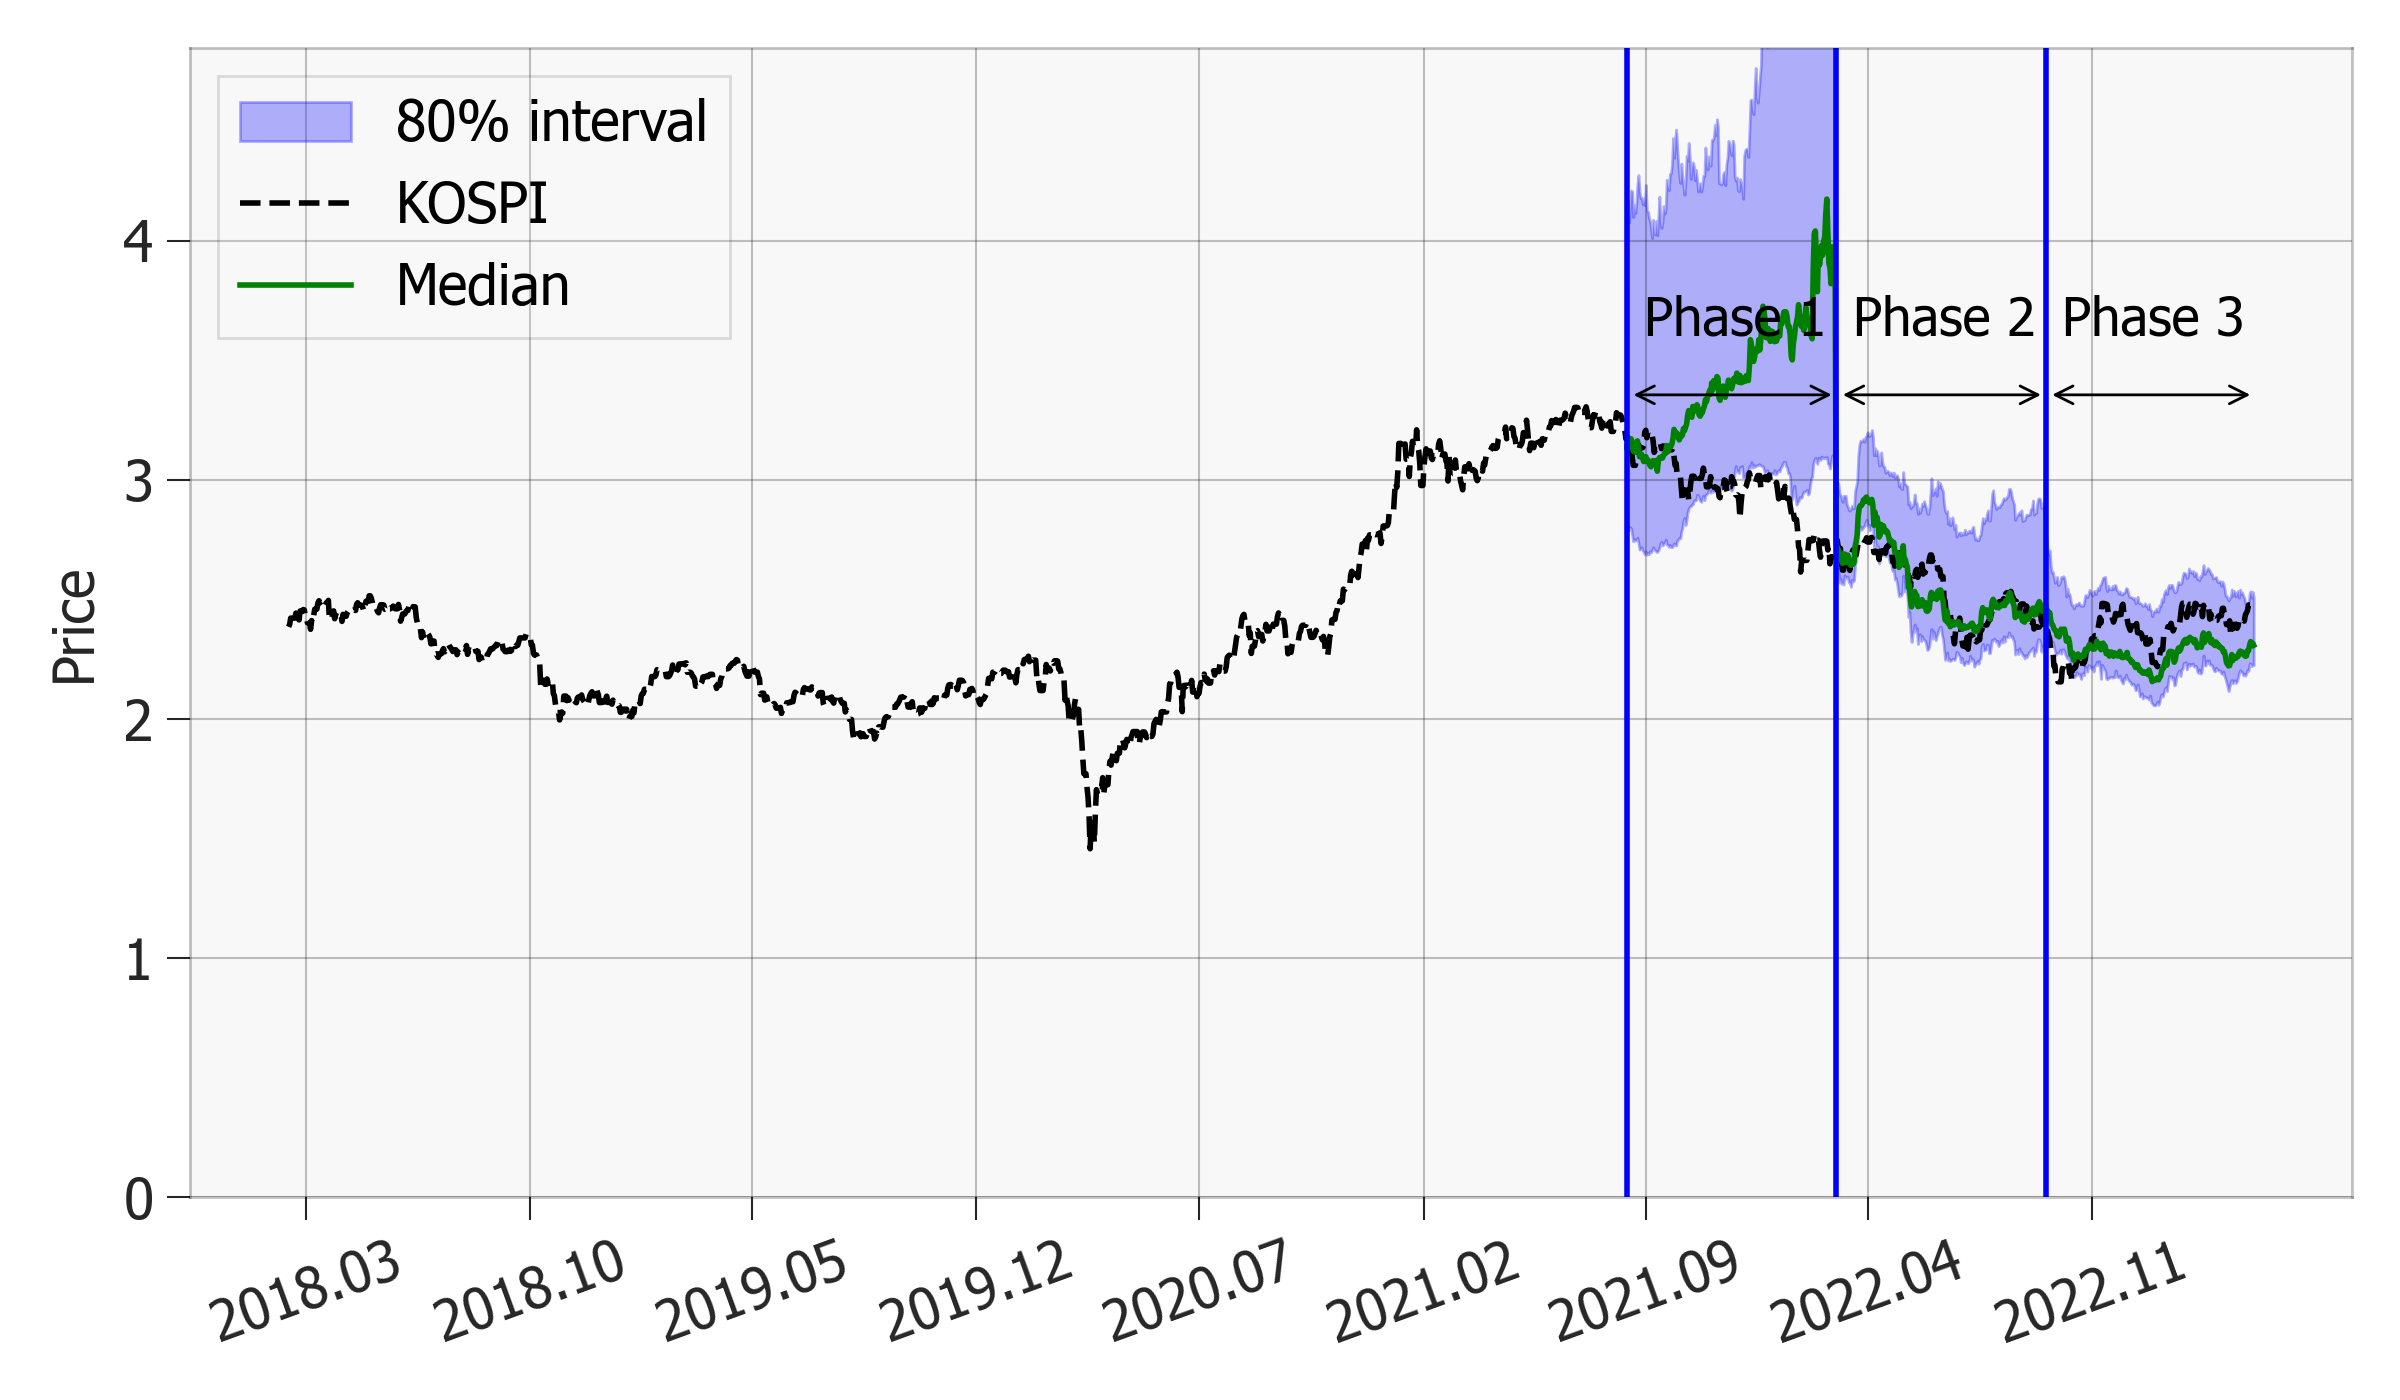 80% interval
KOSPI
Median
Phase 1
Phase 2
Phase 3
Price
4
3
2
1
0
2018.03
2018.10
2019.05
2019.12
2020.07
2021.02
2021.09
2022.04
2022.11